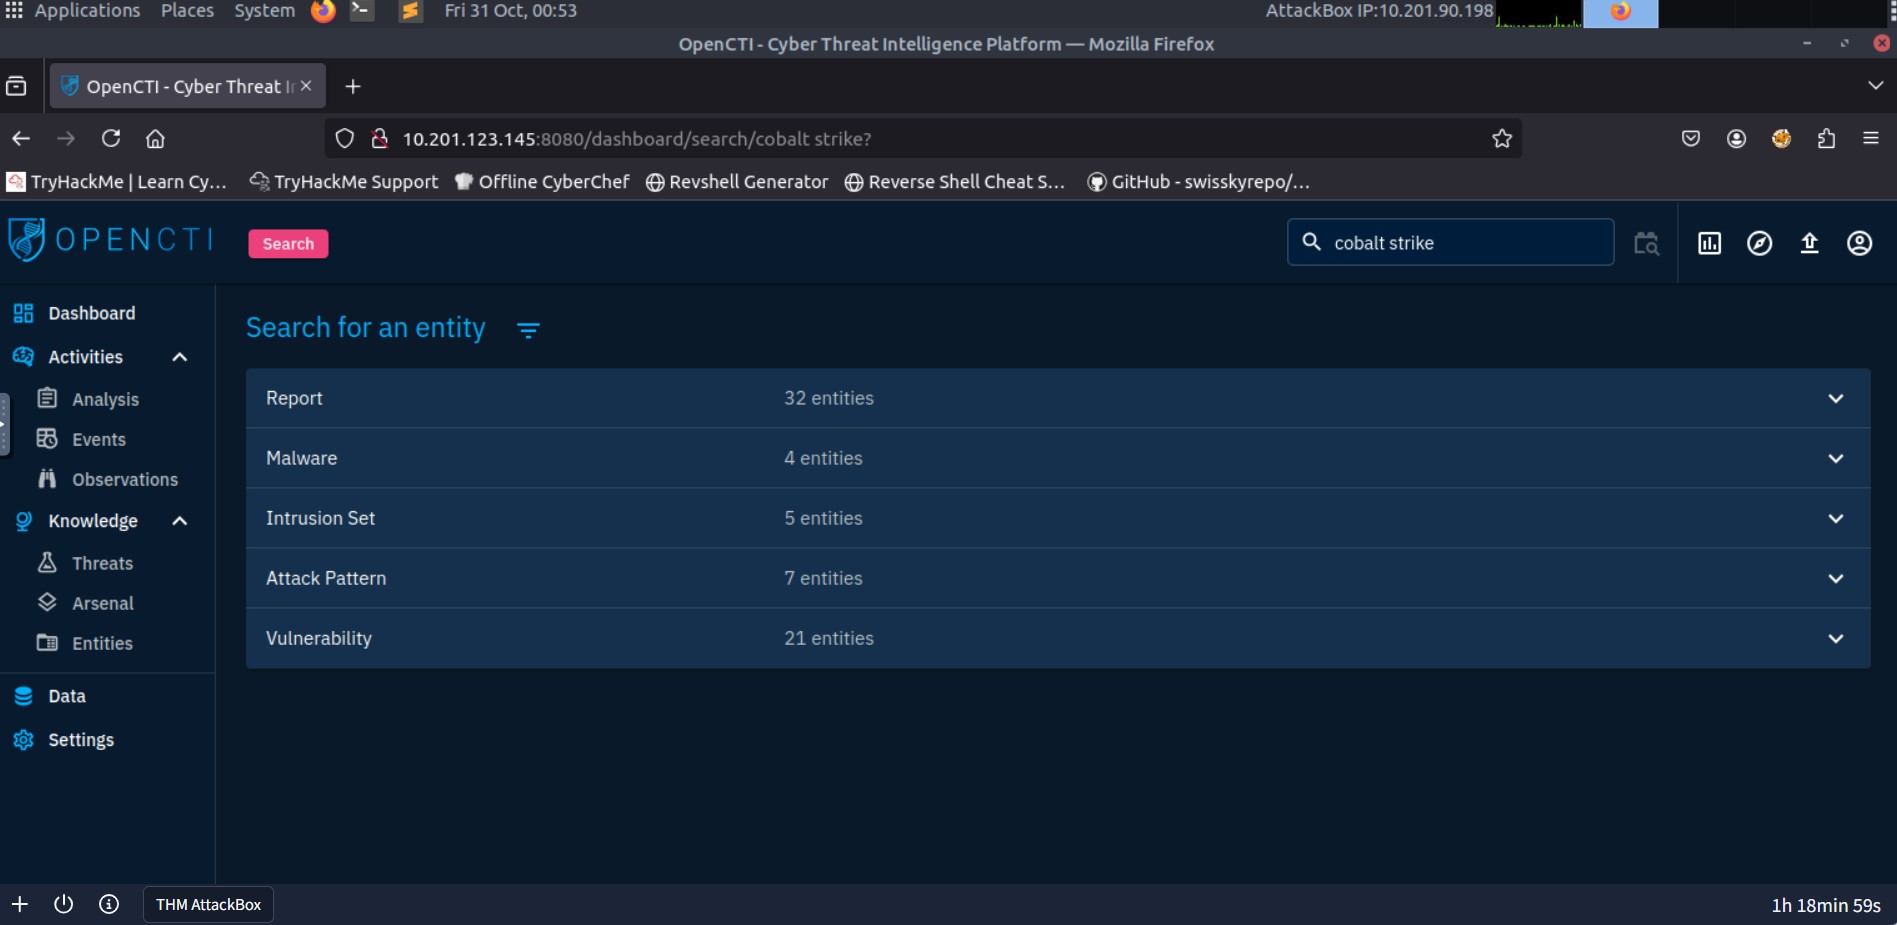 Applications Places System Fri 31 Oct, 00:53 AttackBox IP:10.201.90.198
OpenCTI - Cyber Threat Intelligence Platform — Mozilla Firefox
OpenCTI - Cyber Threat I
10.201.123.145:8080/dashboard/search/cobalt strike?
TryHackMe | Learn Cy... TryHackMe Support Offline CyberChef Revshell Generator Reverse Shell Cheat S... GitHub - swisskyrepo/...
OPENCTI Search cobalt strike
Dashboard
Activities
Analysis
Events
Observations
Knowledge
Threats
Arsenal
Entities
Data
Settings
Search for an entity
Report 32 entities
Malware 4 entities
Intrusion Set 5 entities
Attack Pattern 7 entities
Vulnerability 21 entities
THM AttackBox 1h 18min 59s